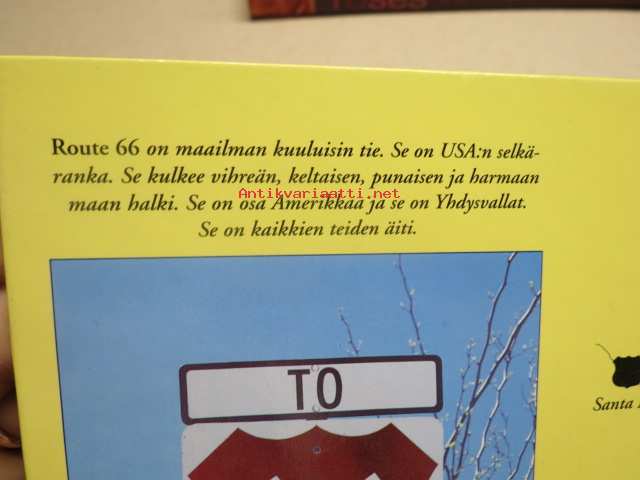 roses
Route 66 on maailman kuuluisin tie. Se on USA:n selkä-
ranka. Se kulkee vihreän, keltaisen, punaisen ja harmaan
Antikvariaatti.net
maan halki. Se on osa Amerikkaa ja se on Yhdysvallat.
Se on kaikkien teiden äiti.
TO
Santa